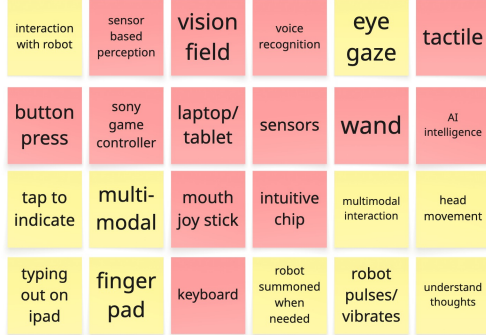 interaction
with robot
sensor
based
perception
vision
field
voice
recognition
eye
gaze
tactile
button
press
sony
game
controller
laptop/
tablet
sensors
wand
AI
intelligence
tap to
indicate
multi-
modal
mouth
joy stick
intuitive
chip
multimodal
interaction
head
movement
typing
out on
ipad
finger
pad
keyboard
robot
summoned
when
needed
robot
pulses/
vibrates
understand
thoughts